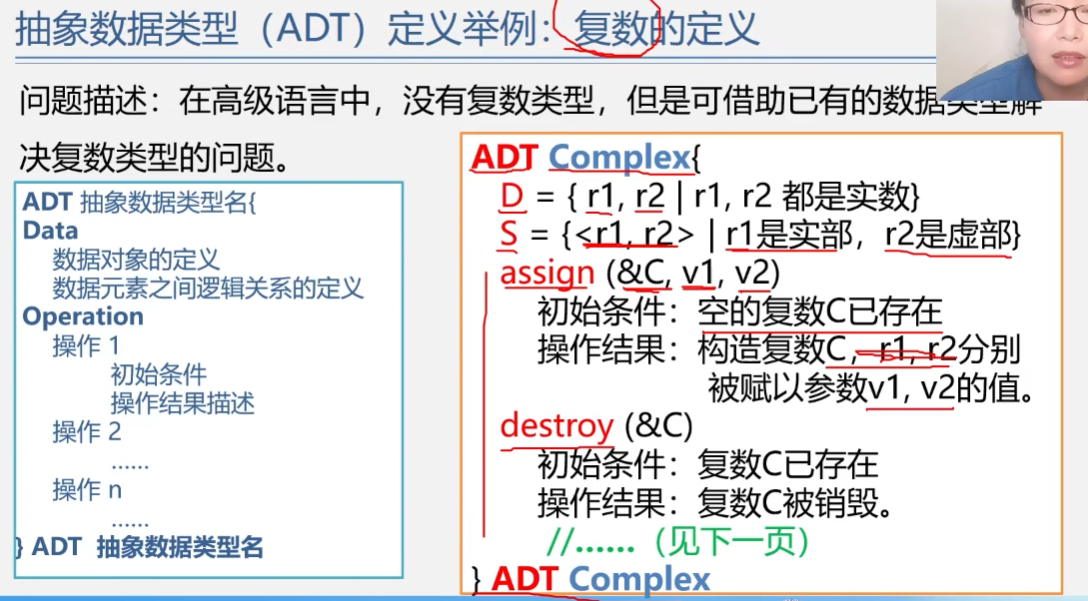 抽象数据类型（ADT）定义举例：复数的定义
问题描述：在高级语言中，没有复数类型，但是可借助已有的数据类型解
决复数类型的问题。
ADT 抽象数据类型名{
Data
数据对象的定义
数据元素之间逻辑关系的定义
Operation
操作 1
初始条件
操作结果描述
操作 2
……
操作 n
……
} ADT 抽象数据类型名
ADT Complex{
D = { r1, r2 | r1, r2 都是实数}
S = {<r1, r2> | r1是实部，r2是虚部}
assign (&C, v1, v2)
初始条件：空的复数C已存在
操作结果：构造复数C，r1, r2分别
被赋以参数v1, v2的值。
destroy (&C)
初始条件：复数C已存在
操作结果：复数C被销毁。
//……（见下一页）
} ADT Complex